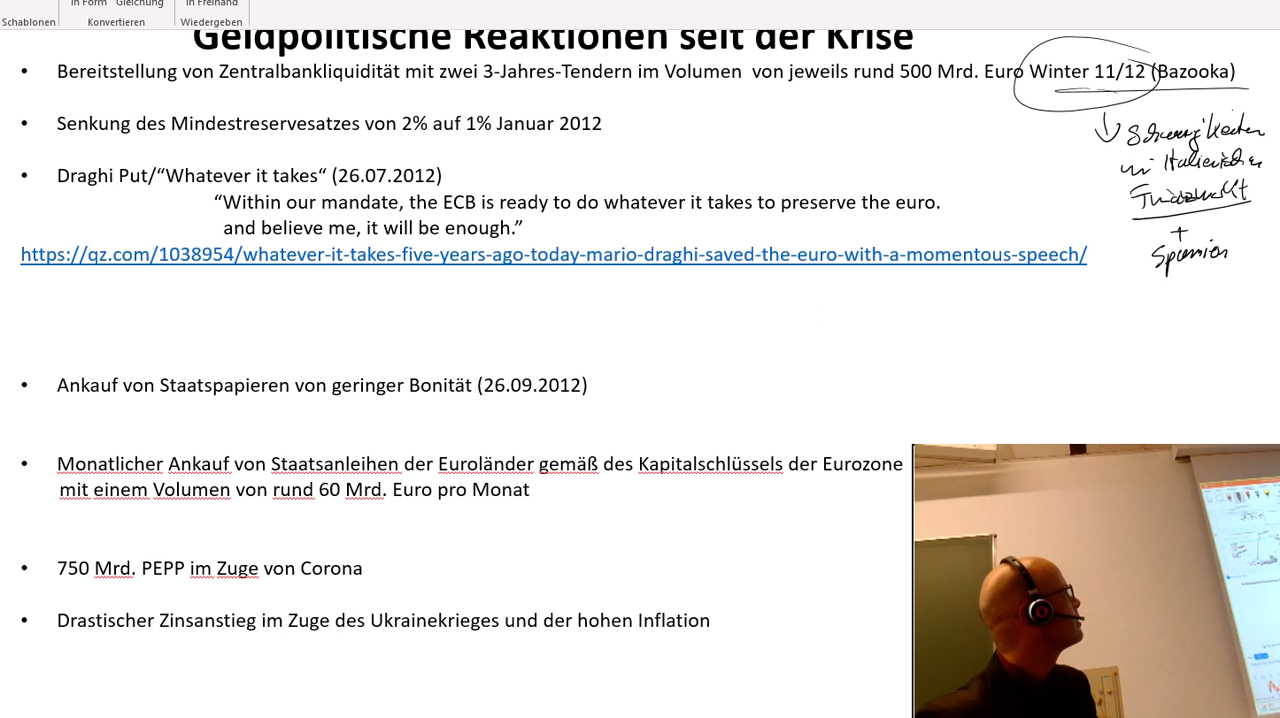 in Form Gleichung in Freihand
Schablonen Konvertieren Wiedergeben
Geldpolitische Reaktionen seit der Krise
• Bereitstellung von Zentralbankliquidität mit zwei 3-Jahres-Tendern im Volumen von jeweils rund 500 Mrd. Euro Winter 11/12 (Bazooka)
• Senkung des Mindestreservesatzes von 2% auf 1% Januar 2012
• Draghi Put/“Whatever it takes“ (26.07.2012)
“Within our mandate, the ECB is ready to do whatever it takes to preserve the euro.
and believe me, it will be enough.”
https://qz.com/1038954/whatever-it-takes-five-years-ago-today-mario-draghi-saved-the-euro-with-a-momentous-speech/
• Ankauf von Staatspapieren von geringer Bonität (26.09.2012)
• Monatlicher Ankauf von Staatsanleihen der Euroländer gemäß des Kapitalschlüssels der Eurozone
mit einem Volumen von rund 60 Mrd. Euro pro Monat
• 750 Mrd. PEPP im Zuge von Corona
• Drastischer Zinsanstieg im Zuge des Ukrainekrieges und der hohen Inflation
Schwierigkeiten
+
Spanien